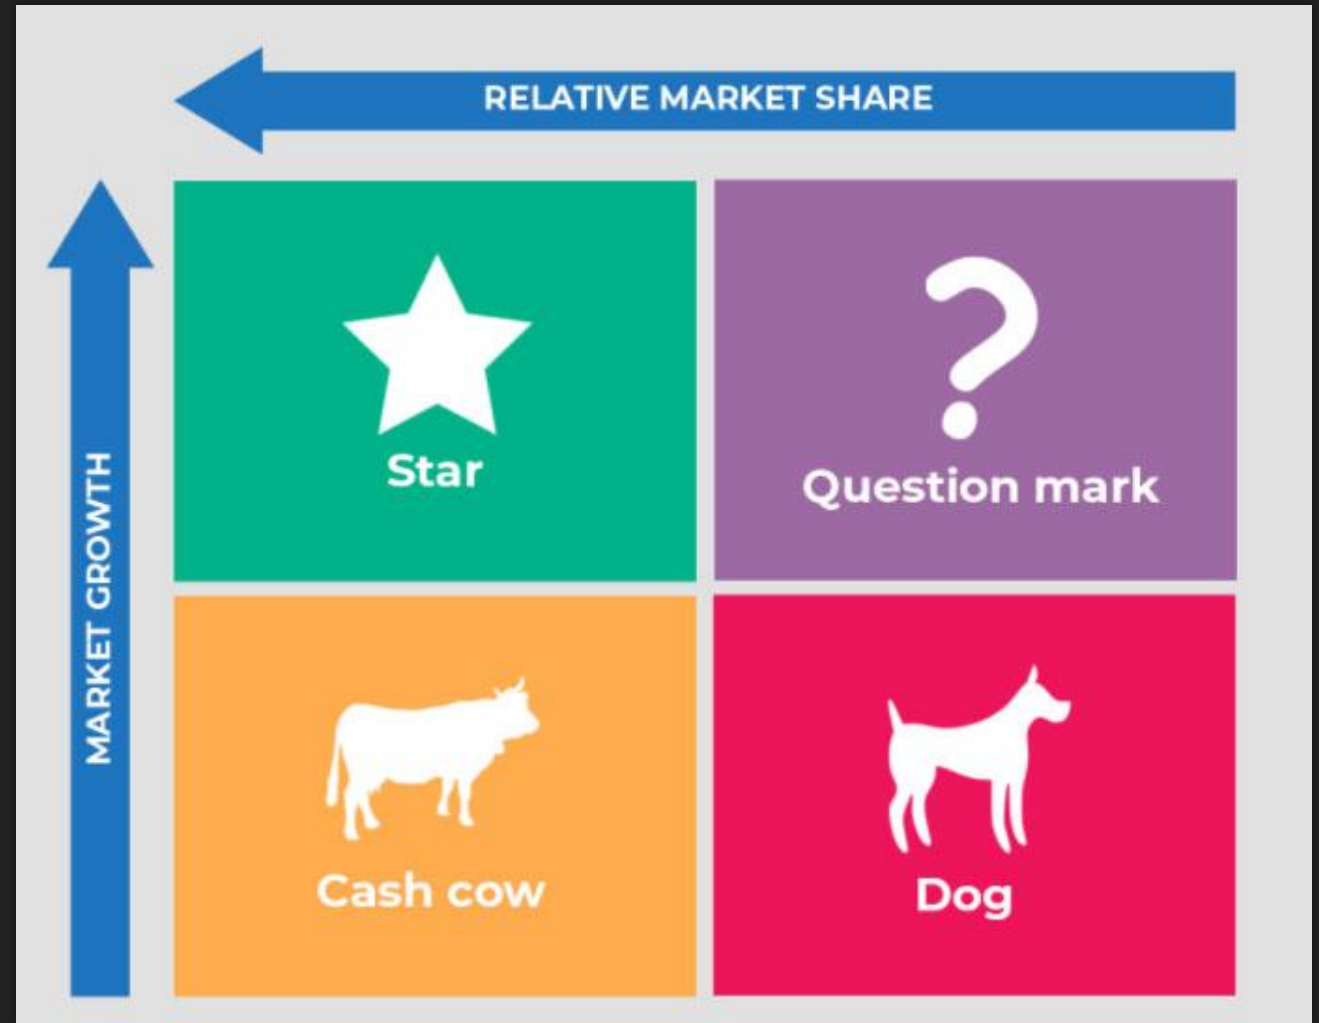 RELATIVE MARKET SHARE
MARKET GROWTH
Star
Question mark
Cash cow
Dog